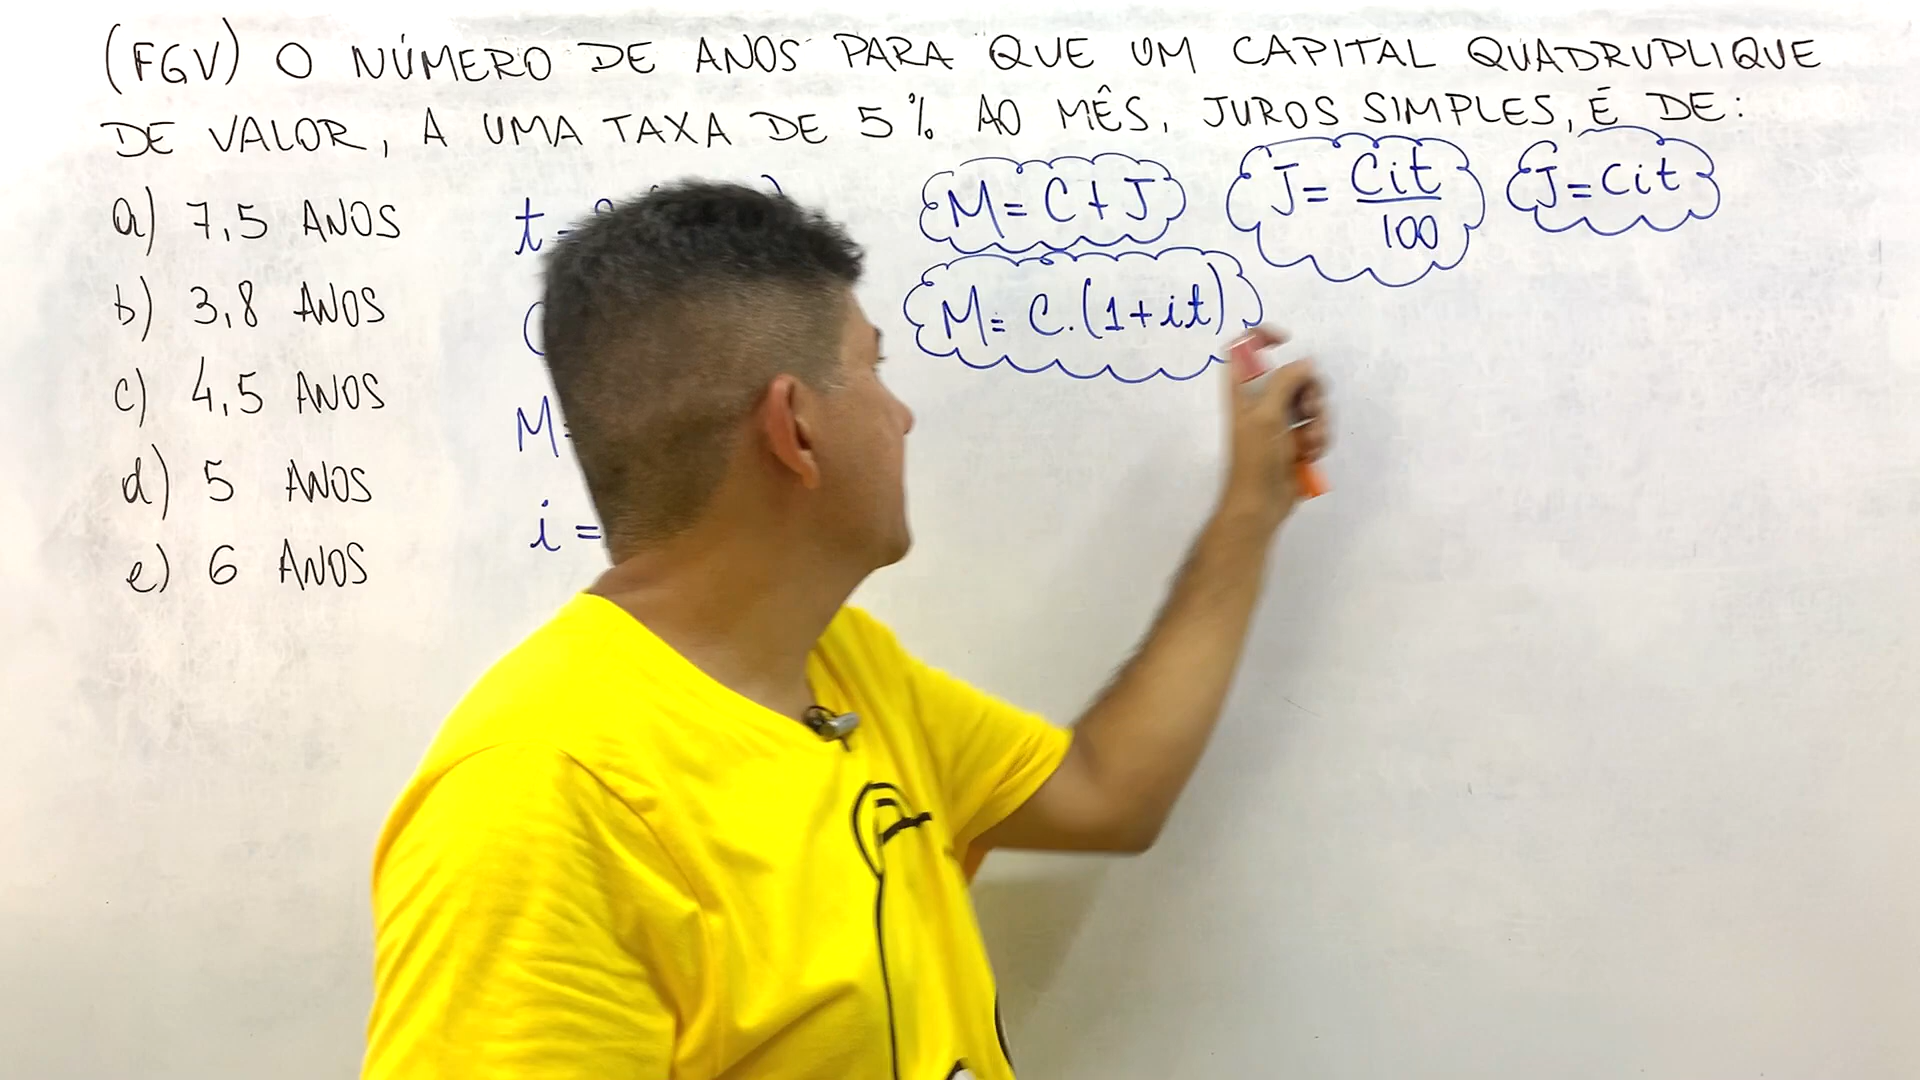 (FGV) O NÚMERO DE ANOS PARA QUE UM CAPITAL QUADRUPLIQUE
DE VALOR, A UMA TAXA DE 5% AO MÊS, JUROS SIMPLES, É DE:
a) 7,5 ANOS
b) 3,8 ANOS
c) 4,5 ANOS
d) 5 ANOS
e) 6 ANOS
t =
C
M =
i =
M = C + J
J = Cit/100
J = Cit
M = C.(1+it)